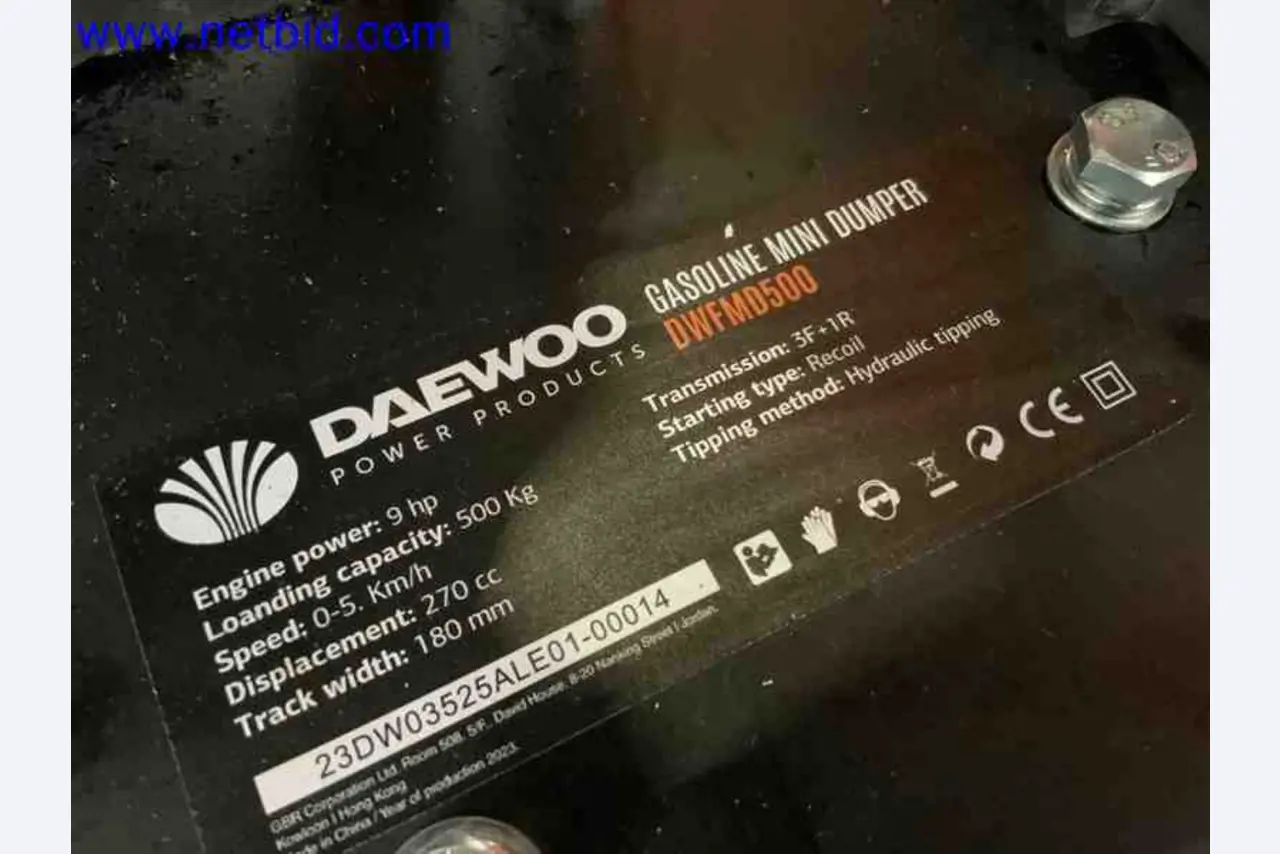 www.netbid.com
DAEWOO
POWER PRODUCTS
GASOLINE MINI DUMPER
DWFMD500
Engine power: 9 hp
Loanding capacity: 500 Kg
Speed: 0-5. Km/h
Displacement: 270 cc
Track width: 180 mm
Transmission: 3F+1R
Starting type: Recoil
Tipping method: Hydraulic tipping
CE
23DW03525ALE01-00014
GBR Corporation Ltd. Room 508, 5/F, David House, 8-20 Nanking Street | Jordan,
Kowloon | Hong Kong
in China / Year of production 2023.